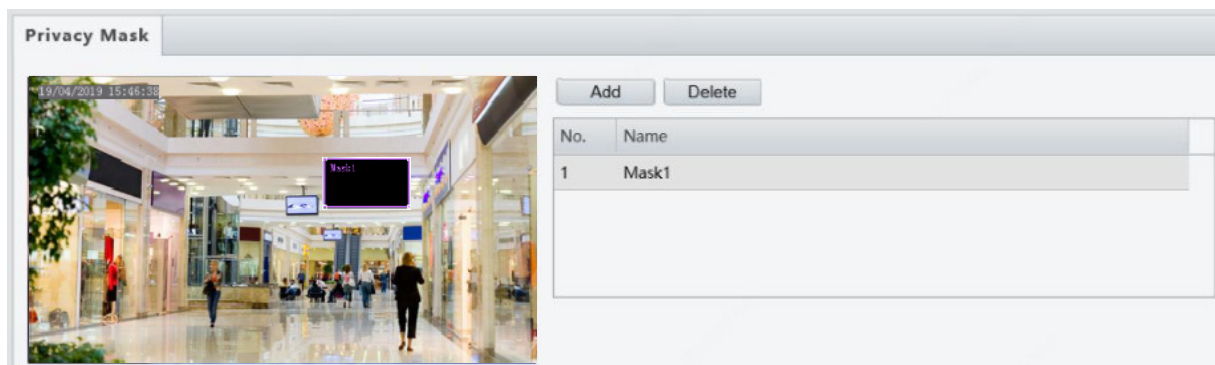 Privacy Mask
19/04/2019 15:46:38
Mask1
Add
Delete
No. Name
1 Mask1